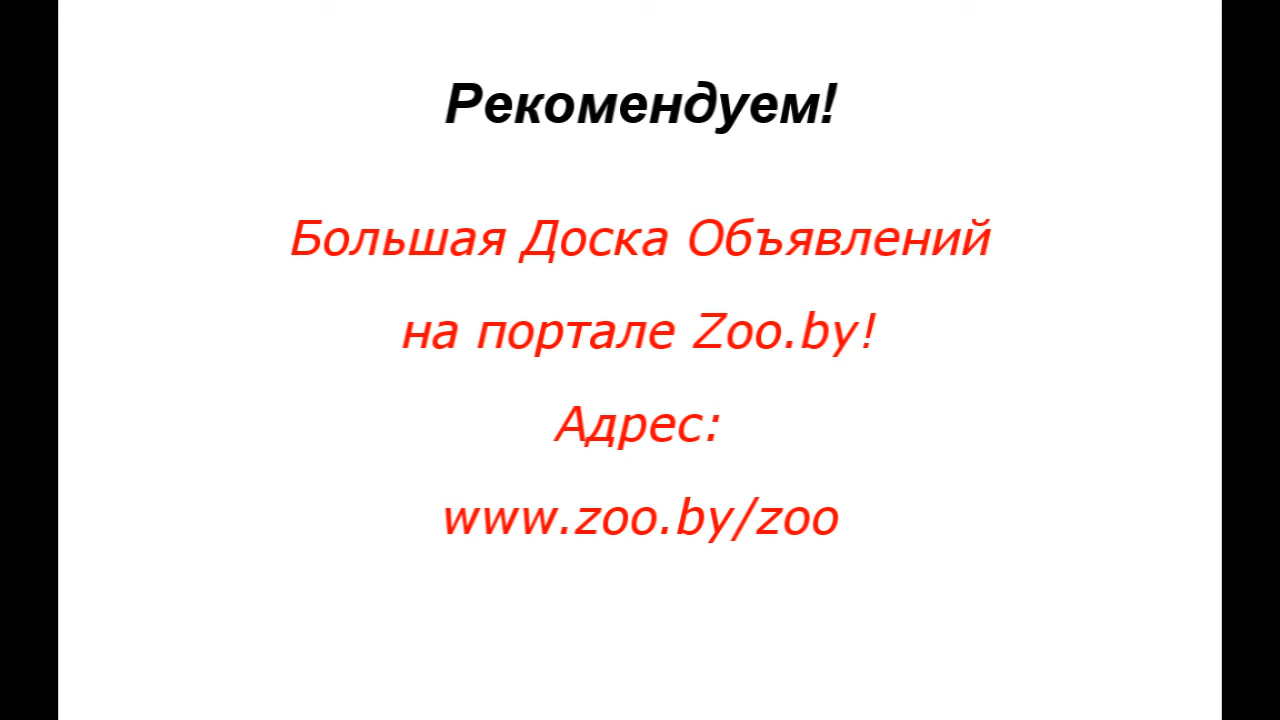 Рекомендуем!
Большая Доска Объявлений
на портале Zoo.by!
Адрес:
www.zoo.by/zoo